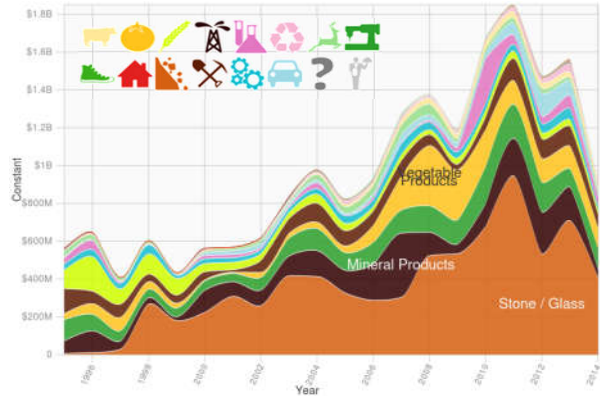 $1.8B
$1.6B
$1.4B
$1.2B
$1B
$800M
$600M
$400M
$200M
0
Constant
Vegetable
Products
Mineral Products
Stone / Glass
1996
1998
2000
2002
2004
2006
2008
2010
2012
2014
Year
?